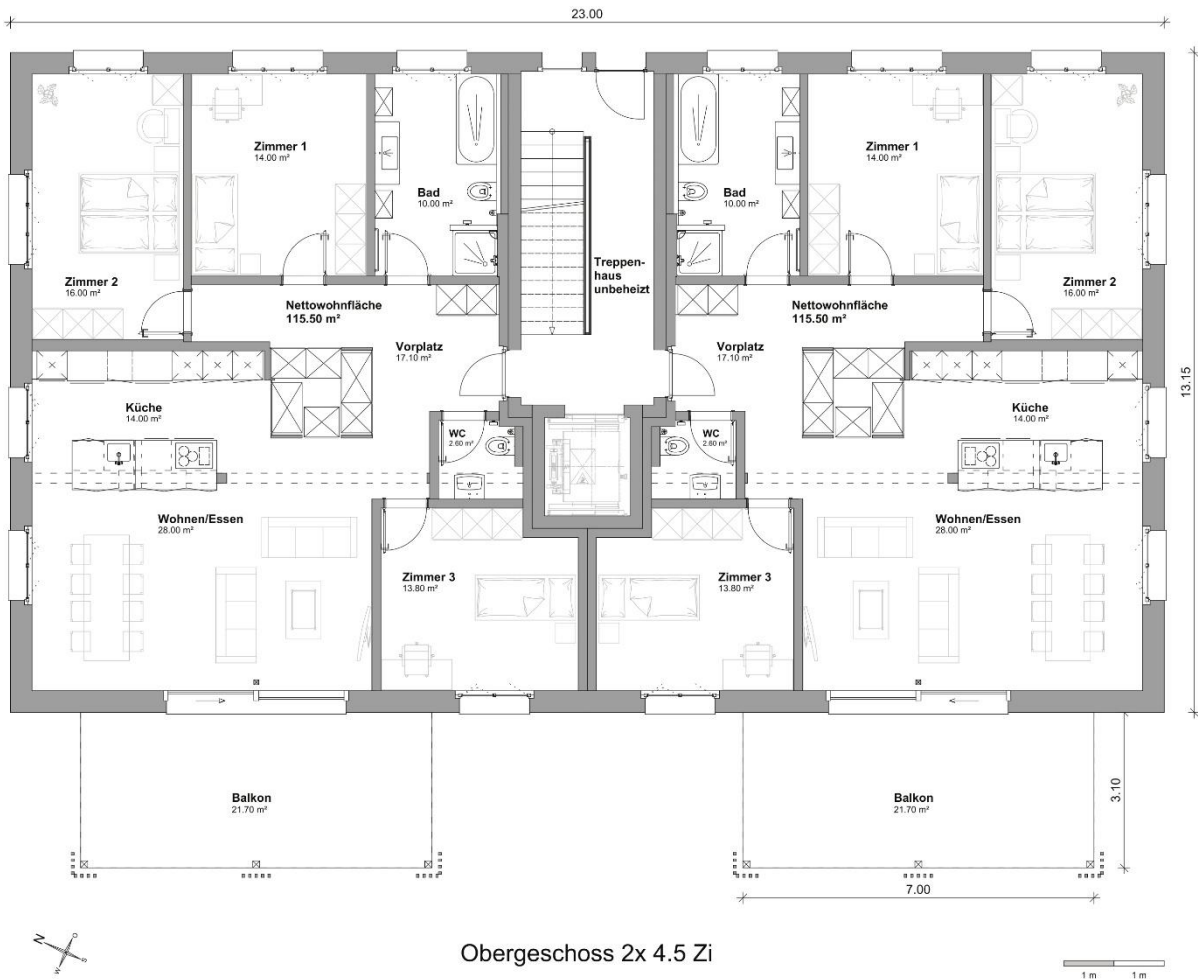 23.00
Zimmer 1
14.00 m²
Bad
10.00 m²
Zimmer 2
16.00 m²
Treppen-
haus
unbeheizt
Bad
10.00 m²
Zimmer 1
14.00 m²
Zimmer 2
16.00 m²
Nettowohnfläche
115.50 m²
Vorplatz
17.10 m²
Nettowohnfläche
115.50 m²
Vorplatz
17.10 m²
13.15
Küche
14.00 m²
WC
2.60 m²
WC
2.60 m²
Küche
14.00 m²
Wohnen/Essen
28.00 m²
Zimmer 3
13.80 m²
Zimmer 3
13.80 m²
Wohnen/Essen
28.00 m²
Balkon
21.70 m²
Balkon
21.70 m²
3.10
7.00
N
O
S
W
Obergeschoss 2x 4.5 Zi
1 m
1 m